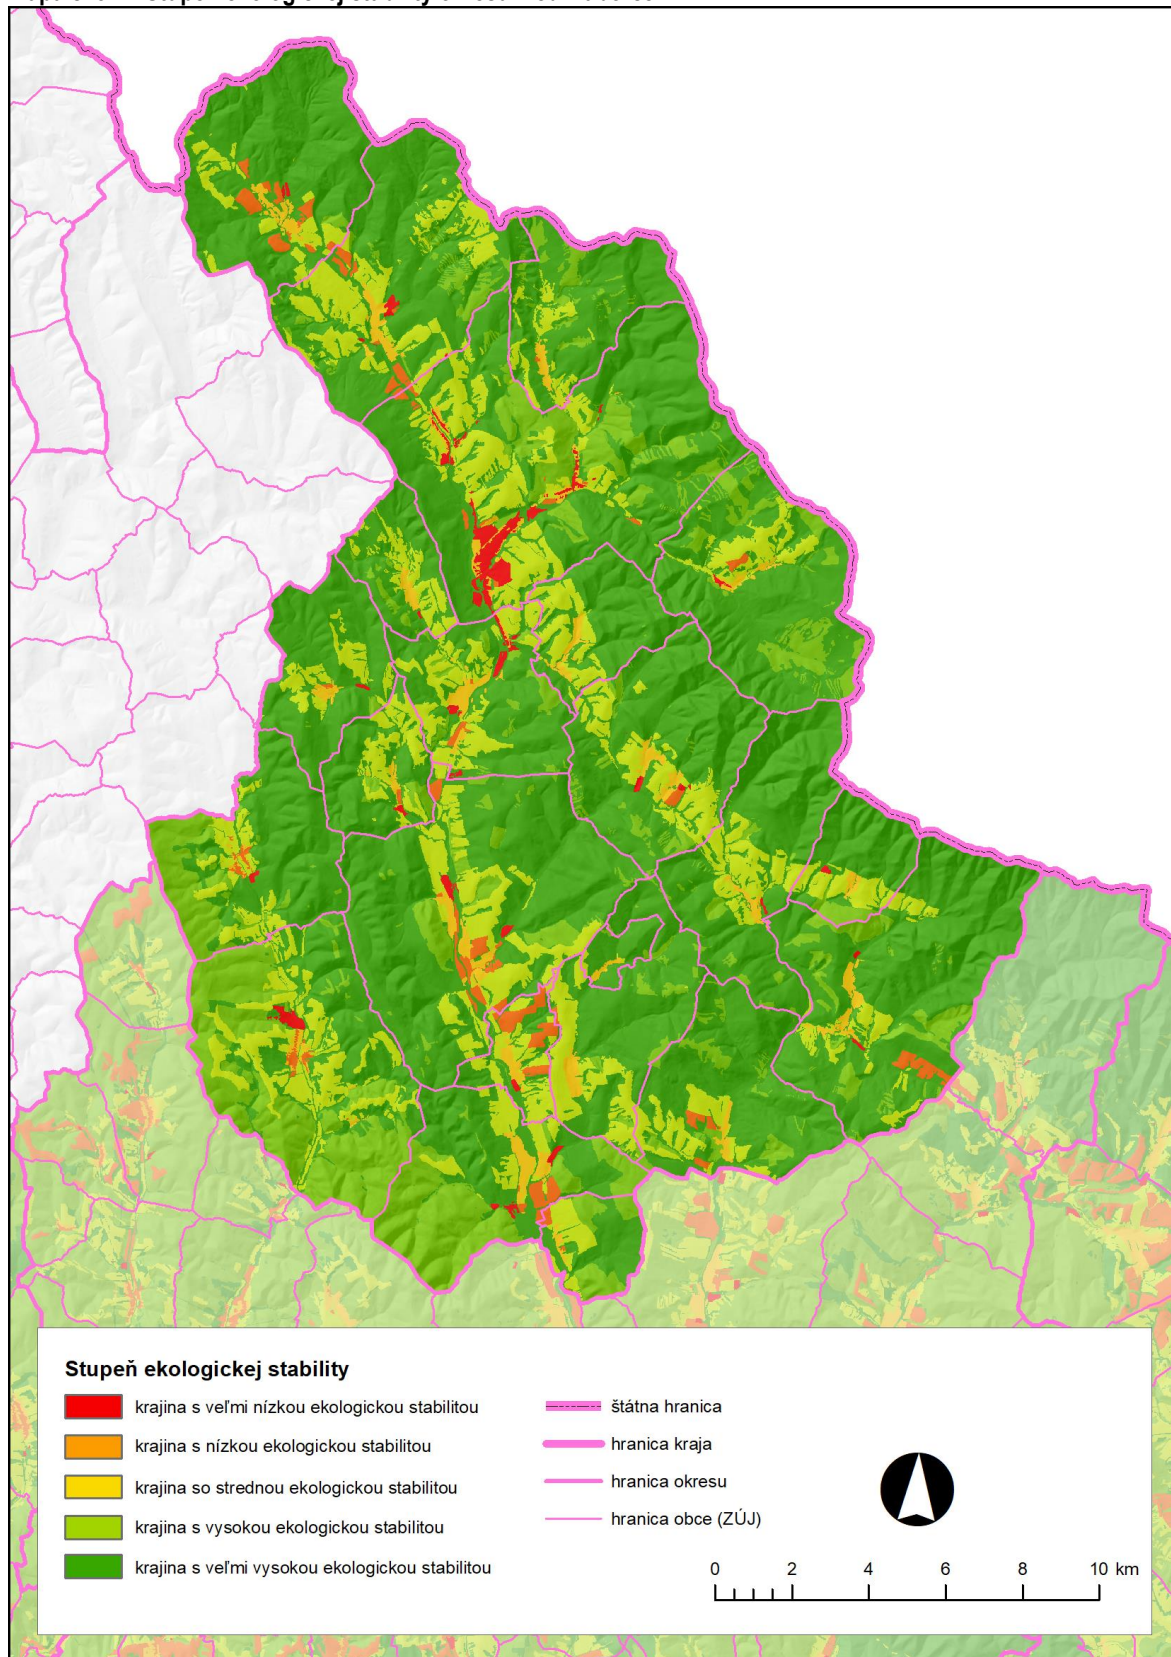 Stupeň ekologickej stability
krajina s veľmi nízkou ekologickou stabilitou
krajina s nízkou ekologickou stabilitou
krajina so strednou ekologickou stabilitou
krajina s vysokou ekologickou stabilitou
krajina s veľmi vysokou ekologickou stabilitou
štátna hranica
hranica kraja
hranica okresu
hranica obce (ZÚJ)
0 2 4 6 8 10 km